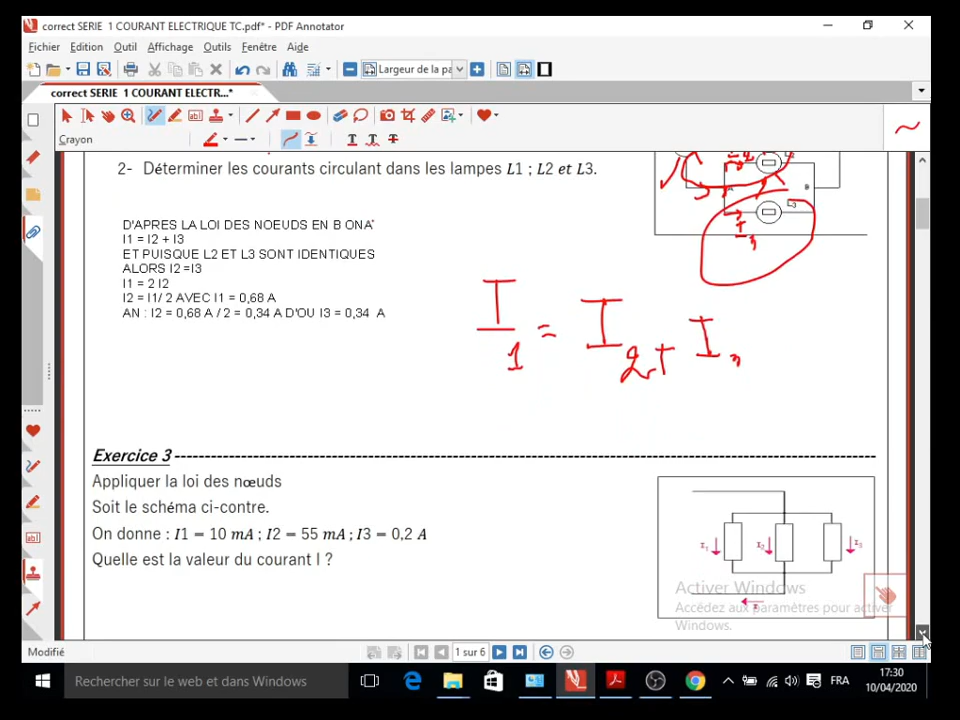 correct SERIE 1 COURANT ELECTRIQUE TC.pdf* - PDF Annotator
Fichier Edition Outil Affichage Outils Fenêtre Aide
Largeur de la pa
correct SERIE 1 COURANT ELECTR...*
Crayon
2- Déterminer les courants circulant dans les lampes L1 ; L2 et L3.
D'APRES LA LOI DES NOEUDS EN B ONA"
I1 = I2 + I3
ET PUISQUE L2 ET L3 SONT IDENTIQUES
ALORS I2 =I3
I1 = 2 I2
I2 = I1/ 2 AVEC I1 = 0,68 A
AN : I2 = 0,68 A / 2 = 0,34 A D'OU I3 = 0,34 A
I1 = I2 + I3
Exercice 3
Appliquer la loi des nœuds
Soit le schéma ci-contre.
On donne : I1 = 10 mA ; I2 = 55 mA ; I3 = 0,2 A
Quelle est la valeur du courant I ?
I1 I2 I3
I
Activer Windows
Accédez aux paramètres pour activer
Windows.
Modifié
1 sur 6
Rechercher sur le web et dans Windows
FRA
17:30
10/04/2020